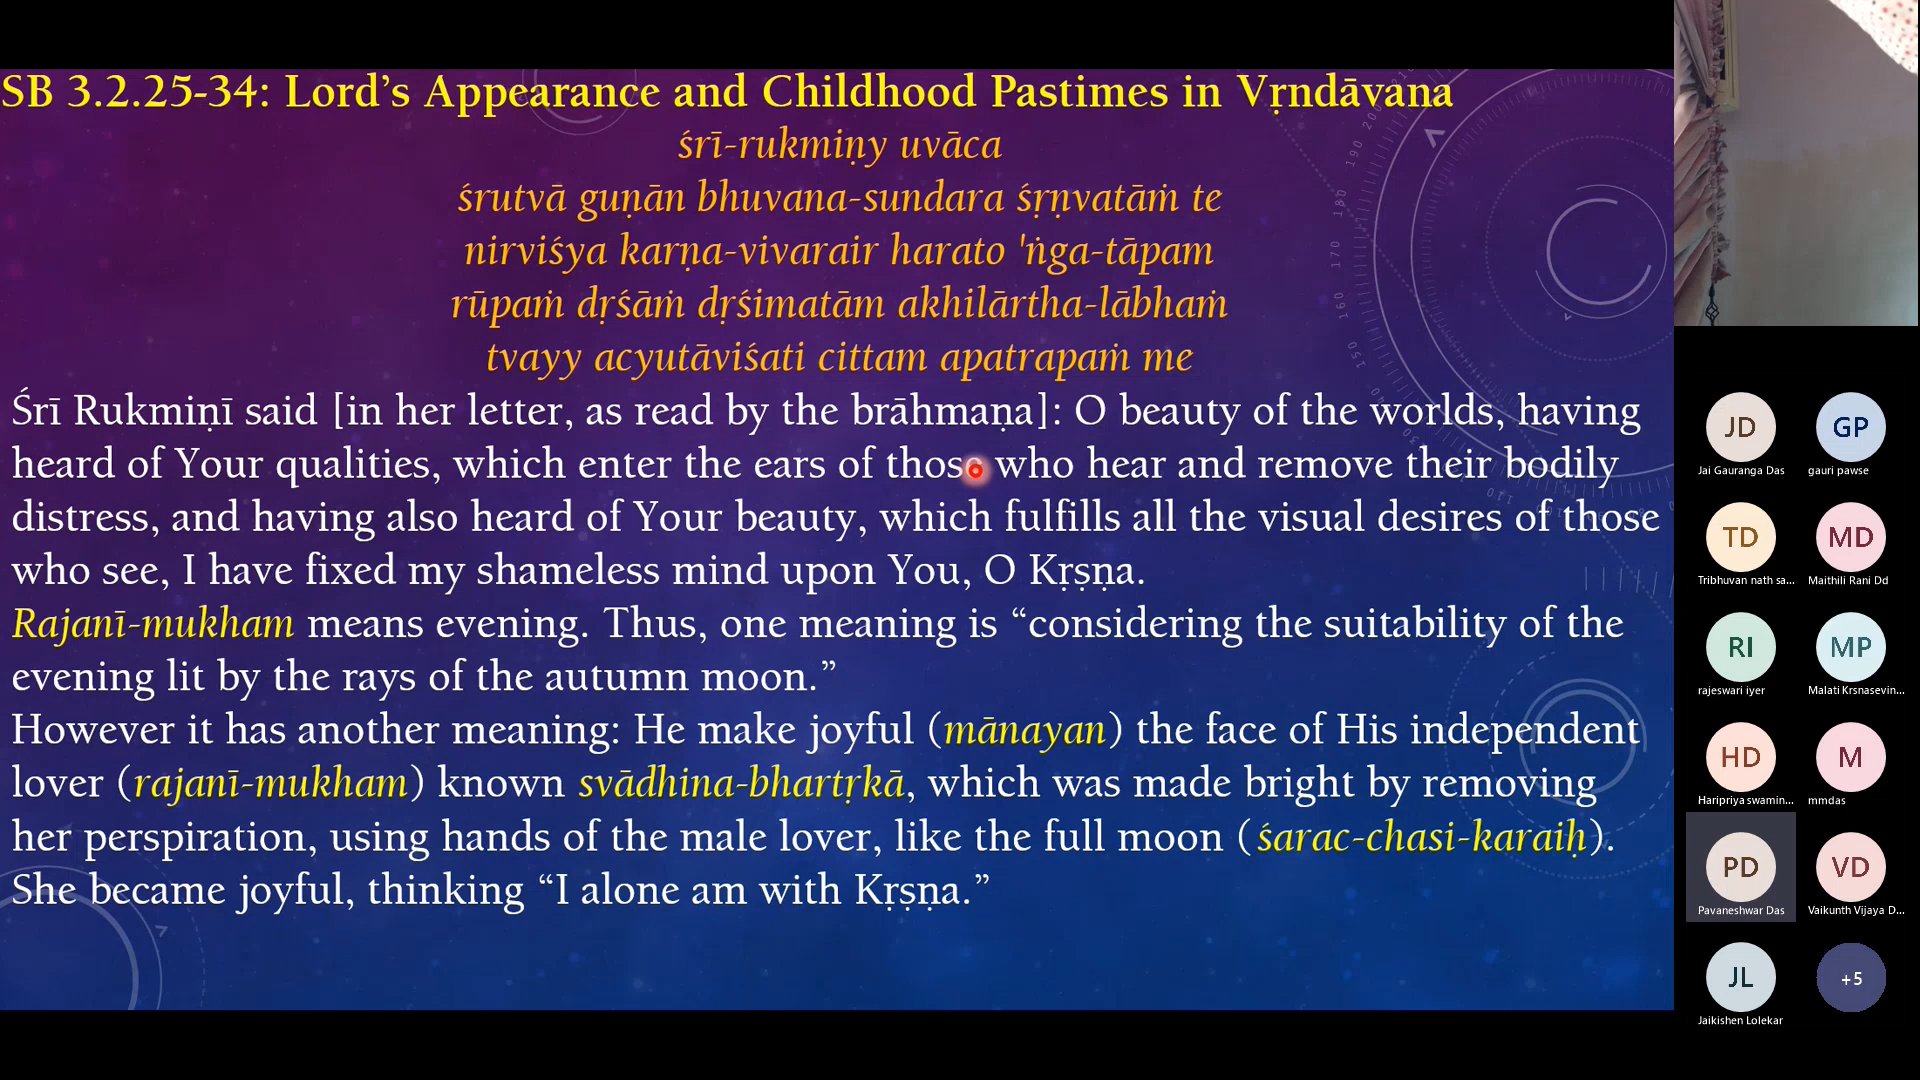 SB 3.2.25-34: Lord’s Appearance and Childhood Pastimes in Vṛndāvana
śrī-rukmiṇy uvāca
śrutvā guṇān bhuvana-sundara śṛṇvatāṁ te
nirviśya karṇa-vivarair harato 'ṅga-tāpam
rūpaṁ dṛśāṁ dṛśimatām akhilārtha-lābhaṁ
tvayy acyutāviśati cittam apatrapaṁ me
Śrī Rukmiṇī said [in her letter, as read by the brāhmaṇa]: O beauty of the worlds, having
heard of Your qualities, which enter the ears of those who hear and remove their bodily
distress, and having also heard of Your beauty, which fulfills all the visual desires of those
who see, I have fixed my shameless mind upon You, O Kṛṣṇa.
Rajanī-mukham means evening. Thus, one meaning is “considering the suitability of the
evening lit by the rays of the autumn moon.”
However it has another meaning: He make joyful (mānayan) the face of His independent
lover (rajanī-mukham) known svādhina-bhartṛkā, which was made bright by removing
her perspiration, using hands of the male lover, like the full moon (śarac-chasi-karaiḥ).
She became joyful, thinking “I alone am with Kṛṣṇa.”
JD GP
Jai Gauranga Das gauri pawse
TD MD
Tribhuvan nath sa... Maithili Rani Dd
RI MP
rajeswari iyer Malati Krsnasevin...
HD M
Haripriya swamin... mmdas
PD VD
Pavaneshwar Das Vaikunth Vijaya D...
JL +5
Jaikishen Lolekar